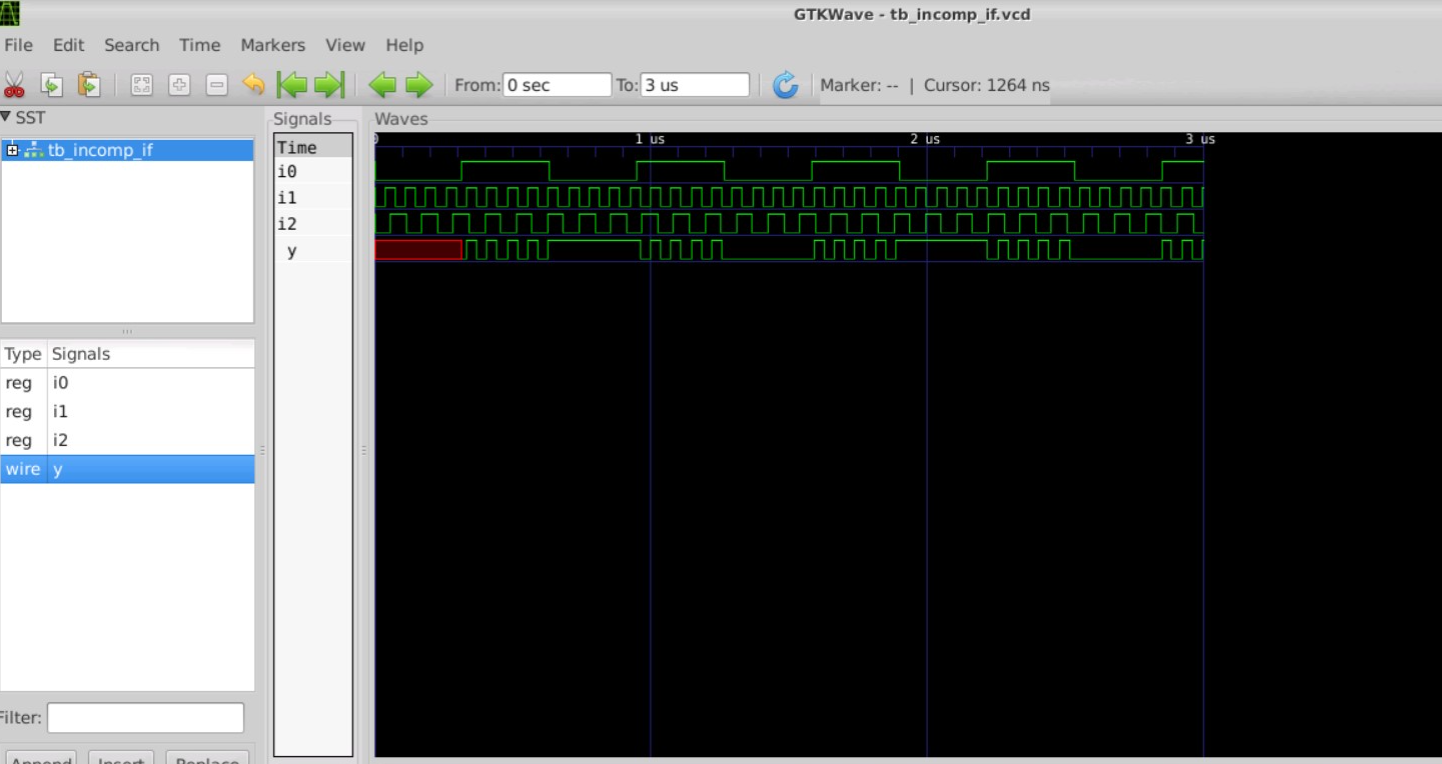 GTKWave - tb_incomp_if.vcd
File Edit Search Time Markers View Help
From: 0 sec To: 3 us Marker: -- | Cursor: 1264 ns
SST
tb_incomp_if
Type Signals
reg i0
reg i1
reg i2
wire y
Filter:
Append Insert Replace
Signals
Time
i0
i1
i2
y
Waves
0 1 us 2 us 3 us